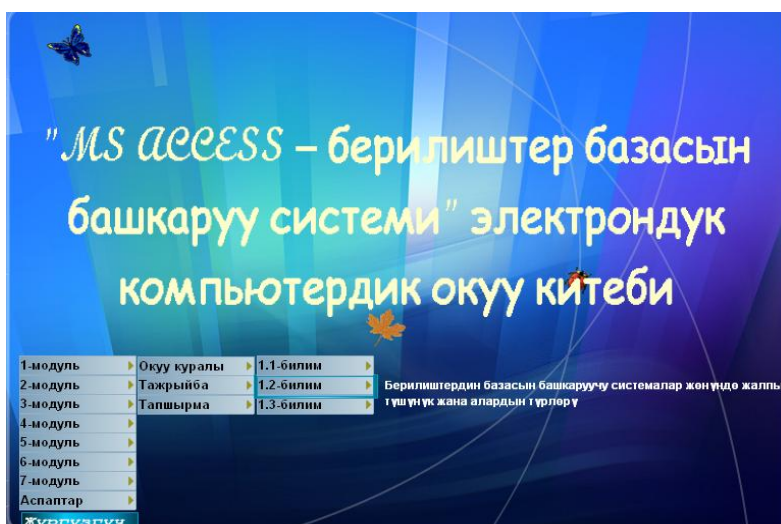 "MS ACCESS – берилиштер базасын
башкаруу системи" электрондук
компьютердик окуу китеби
1-модуль Окуу куралы 1.1-билим
2-модуль Тажрыйба 1.2-билим Берилиштердин базасын башкаруучу системалар жөнүндө жалпы
3-модуль Тапшырма 1.3-билим түшүнүк жана алардын түрлөрү
4-модуль
5-модуль
6-модуль
7-модуль
Аспаптар